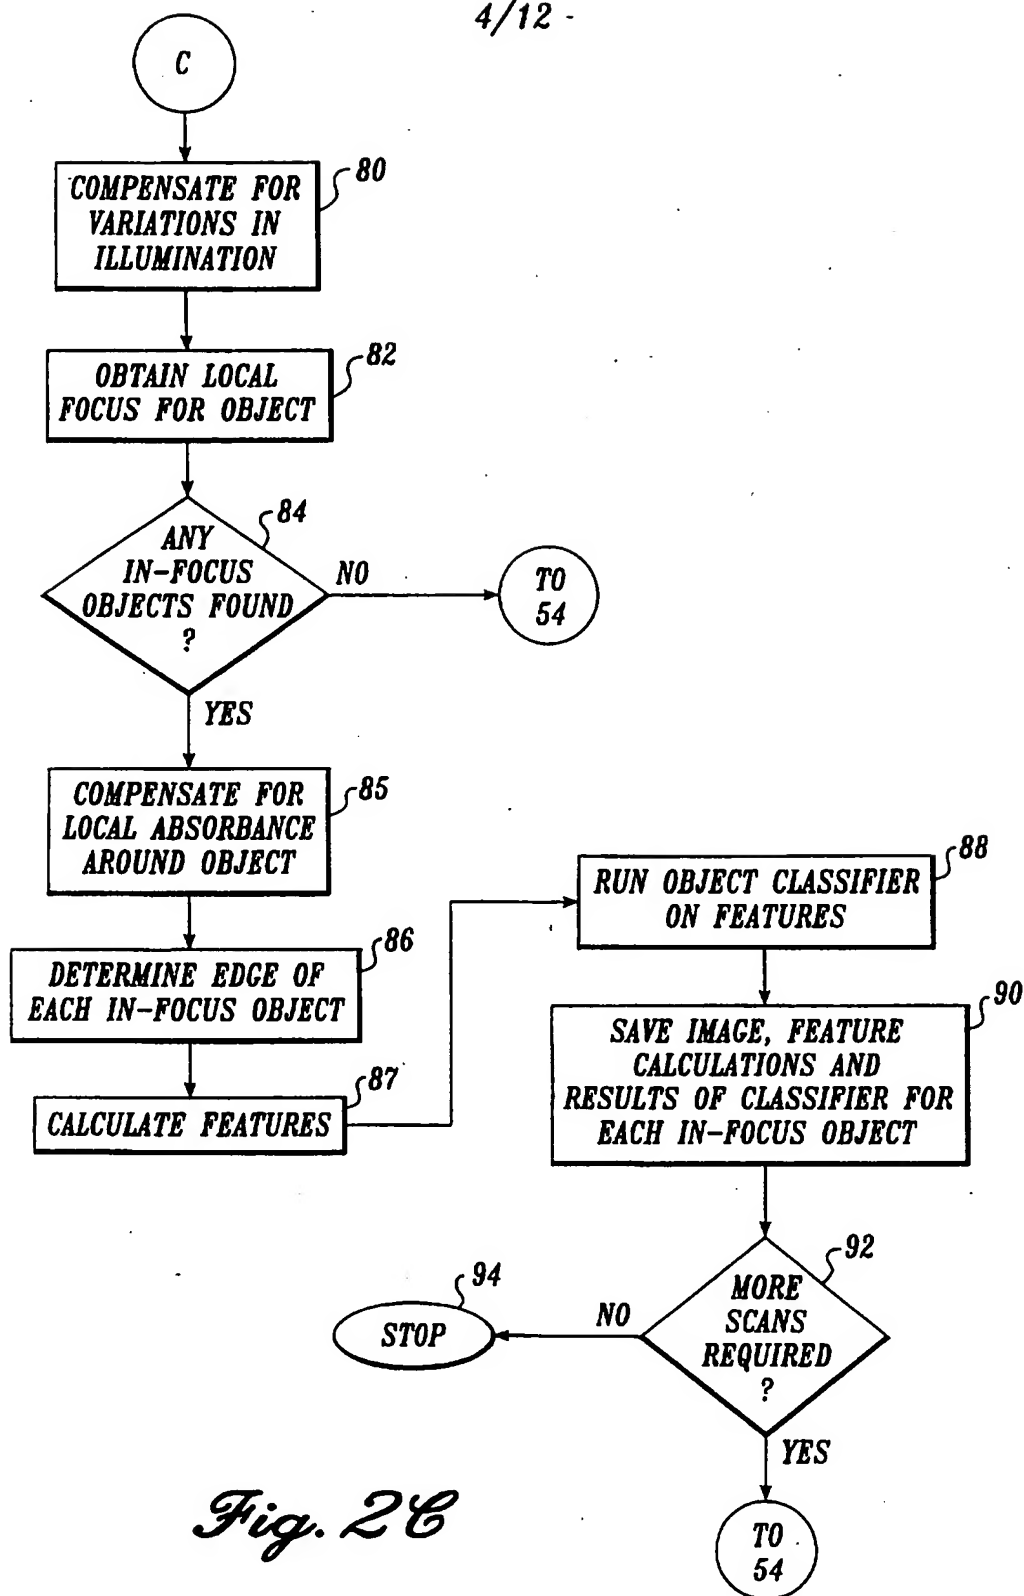 4/12 -
C
80
COMPENSATE FOR
VARIATIONS IN
ILLUMINATION
82
OBTAIN LOCAL
FOCUS FOR OBJECT
84
ANY
IN-FOCUS
OBJECTS FOUND
?
NO
TO
54
YES
85
COMPENSATE FOR
LOCAL ABSORBANCE
AROUND OBJECT
86
DETERMINE EDGE OF
EACH IN-FOCUS OBJECT
87
CALCULATE FEATURES
88
RUN OBJECT CLASSIFIER
ON FEATURES
90
SAVE IMAGE, FEATURE
CALCULATIONS AND
RESULTS OF CLASSIFIER FOR
EACH IN-FOCUS OBJECT
92
MORE
SCANS
REQUIRED
?
NO
94
STOP
YES
TO
54
Fig. 2C